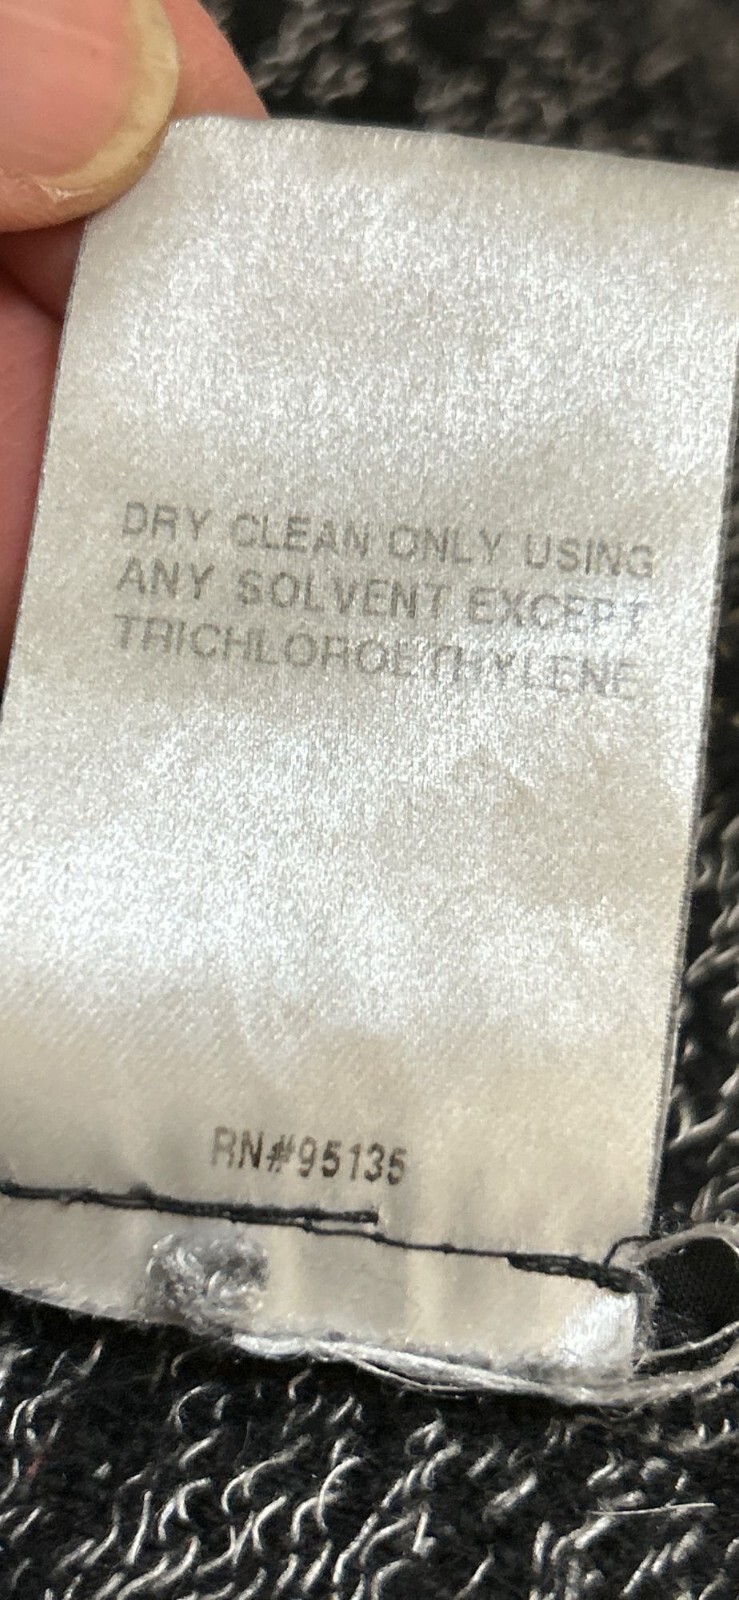 DRY CLEAN ONLY USING
ANY SOLVENT EXCEPT
TRICHLOROETHYLENE
RN#95135